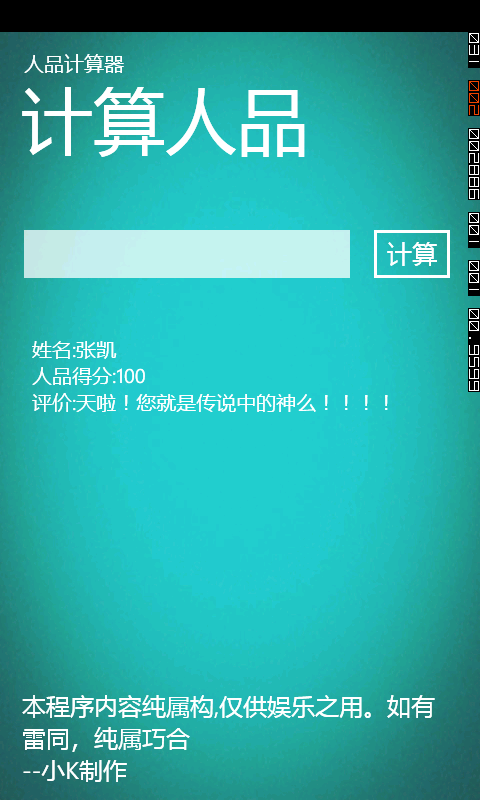 人品计算器
计算人品
计算
姓名:张凯
人品得分:100
评价:天啦！您就是传说中的神么！！！！
本程序内容纯属构,仅供娱乐之用。如有
雷同，纯属巧合
--小K制作